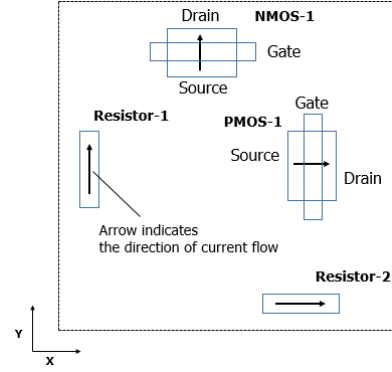 Drain
NMOS-1
Gate
Source
Resistor-1
Gate
PMOS-1
Source
Drain
Arrow indicates
the direction of current flow
Resistor-2
Y
X